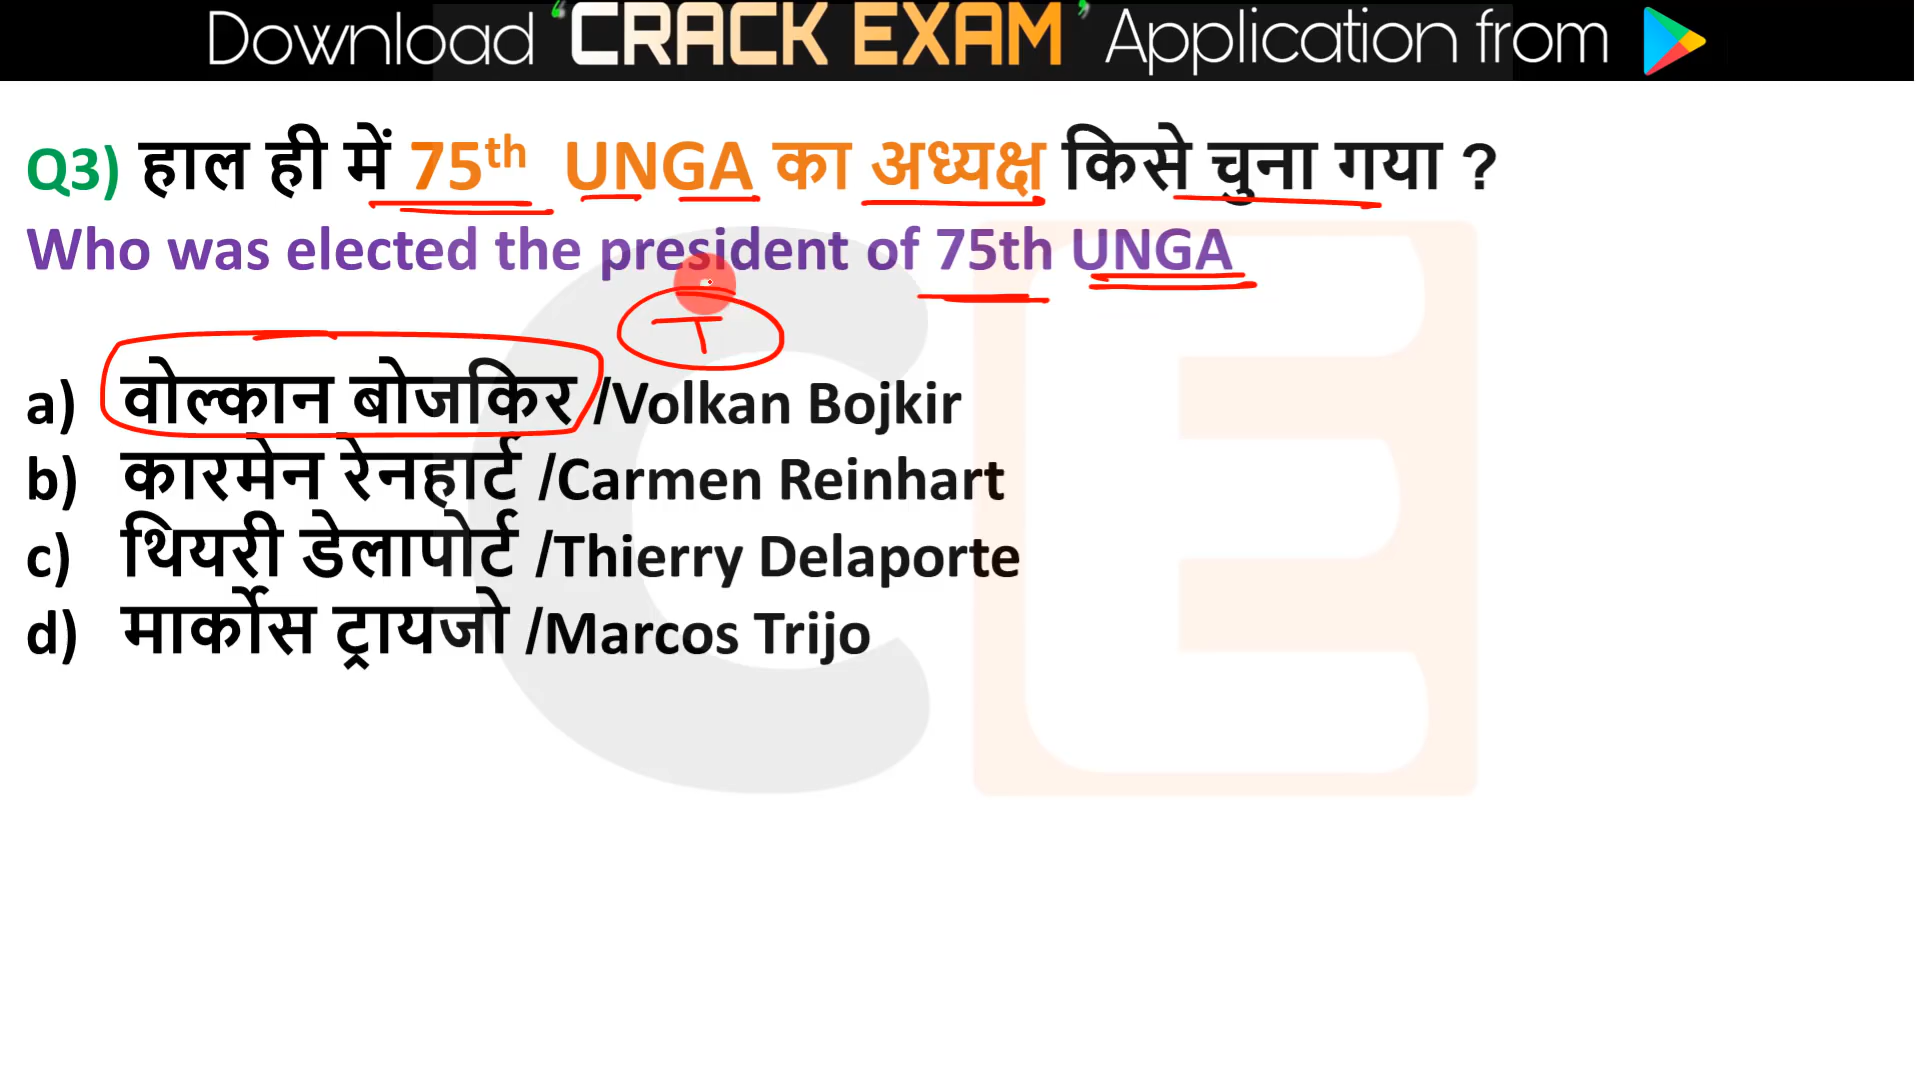 Download ‘CRACK EXAM’ Application from
Q3) हाल ही में 75th UNGA का अध्यक्ष किसे चुना गया ?
Who was elected the president of 75th UNGA
T
a) वोल्कान बोजकिर /Volkan Bojkir
b) कारमेन रेनहार्ट /Carmen Reinhart
c) थियरी डेलापोर्ट /Thierry Delaporte
d) मार्कोस ट्रायजो /Marcos Trijo
CE